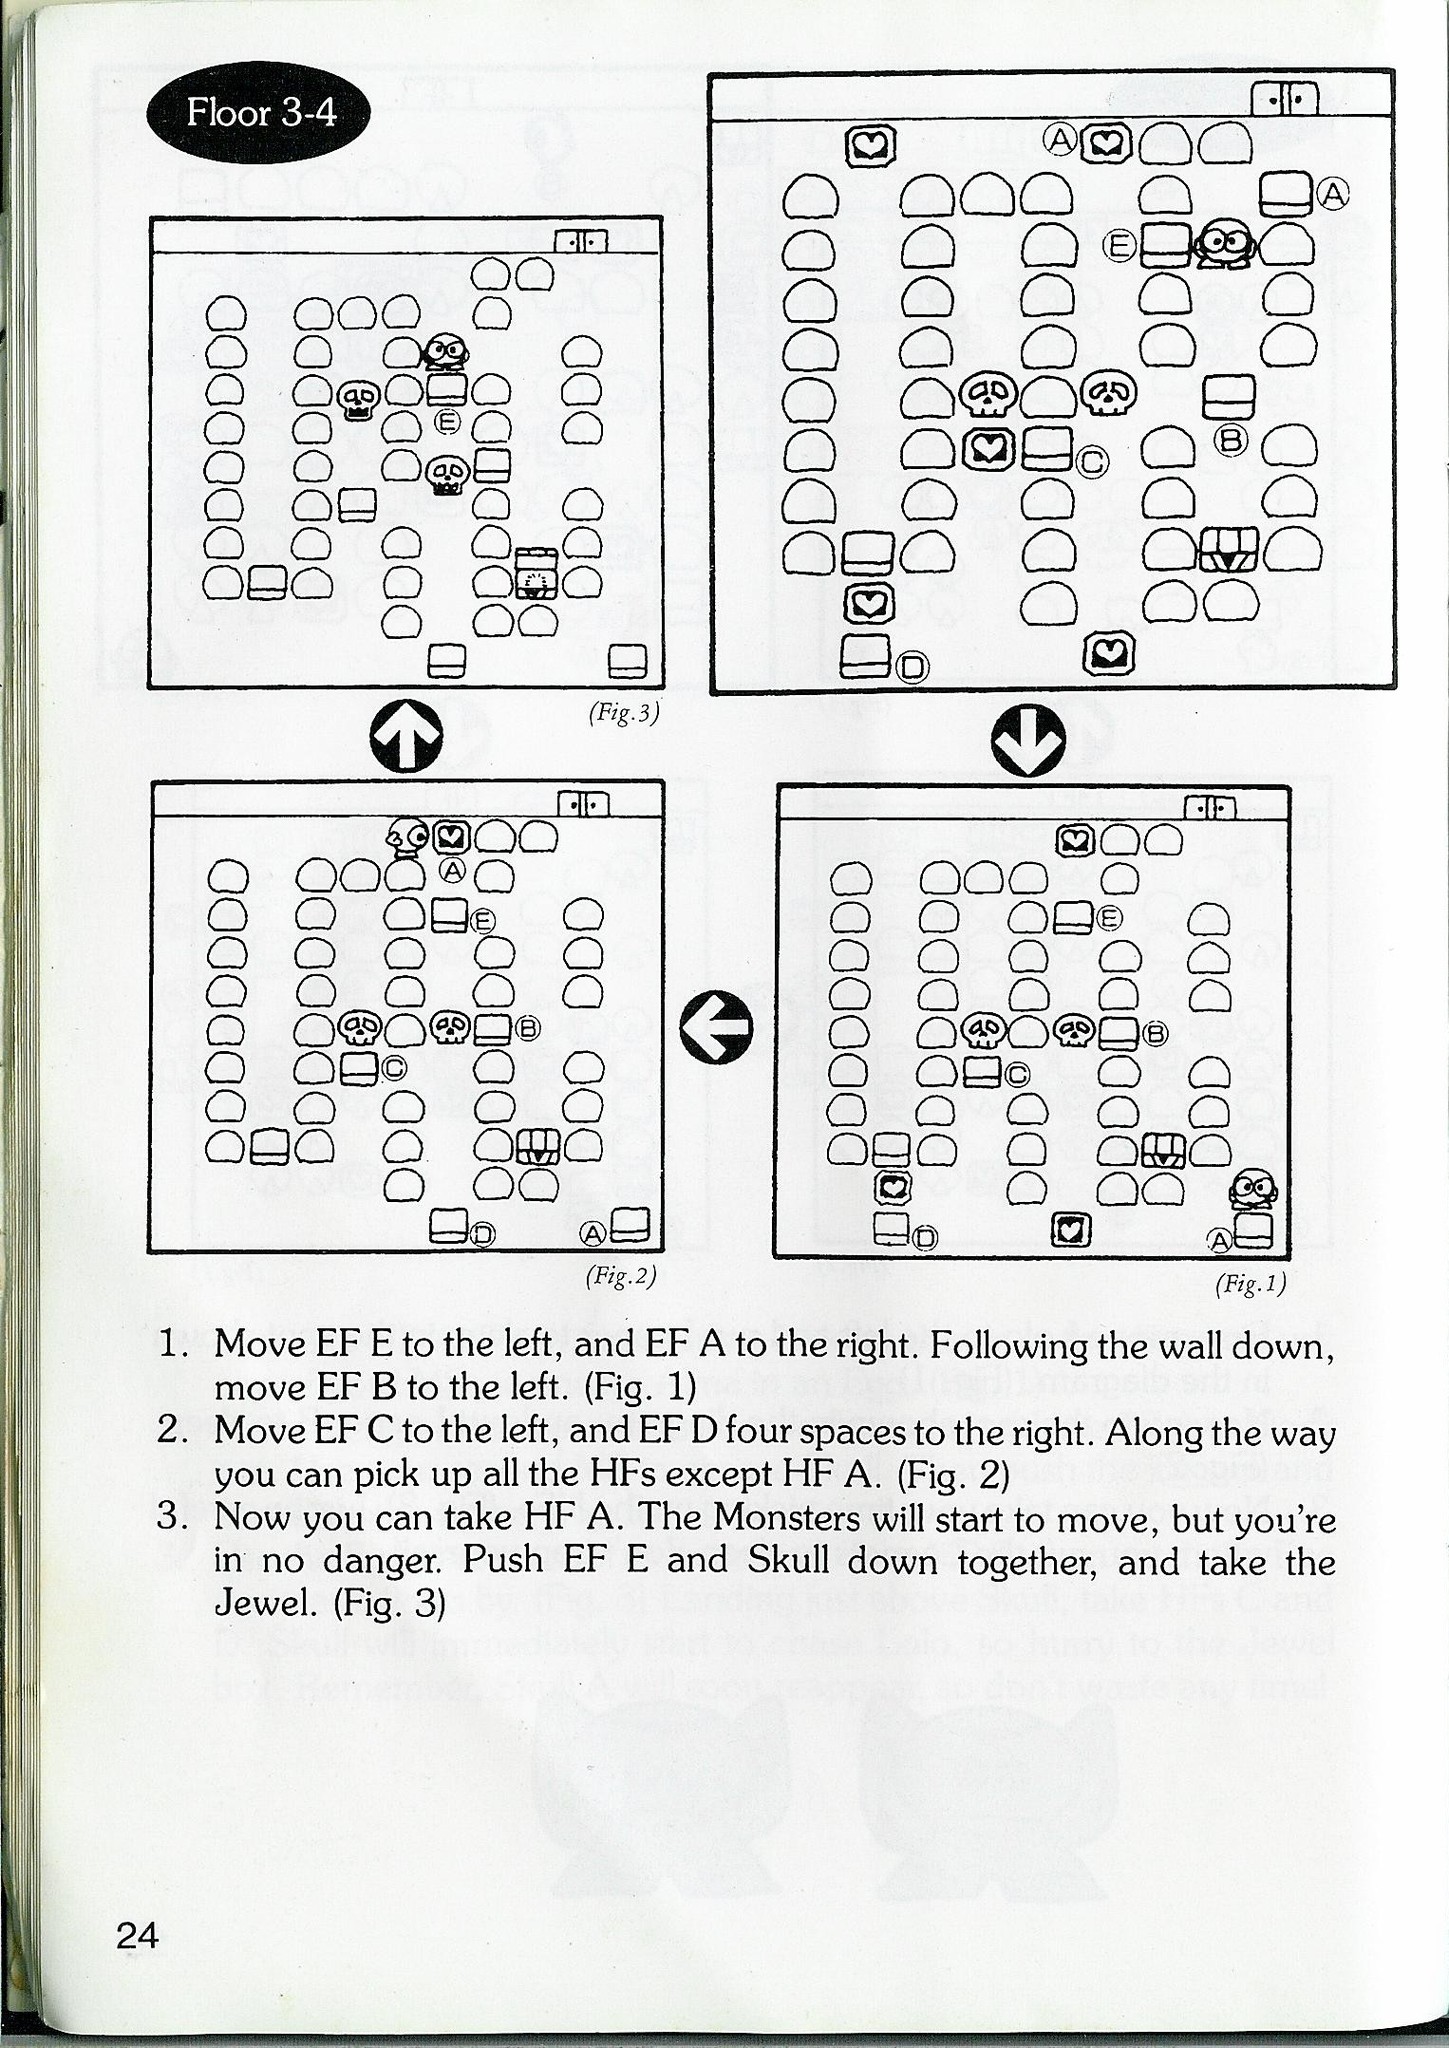 Floor 3-4
A
A
E
B
C
D
E
(Fig.3)
A
E
B
C
D
A
(Fig.2)
E
B
C
D
A
(Fig.1)
1. Move EF E to the left, and EF A to the right. Following the wall down,
move EF B to the left. (Fig. 1)
2. Move EF C to the left, and EF D four spaces to the right. Along the way
you can pick up all the HFs except HF A. (Fig. 2)
3. Now you can take HF A. The Monsters will start to move, but you're
in no danger. Push EF E and Skull down together, and take the
Jewel. (Fig. 3)
24